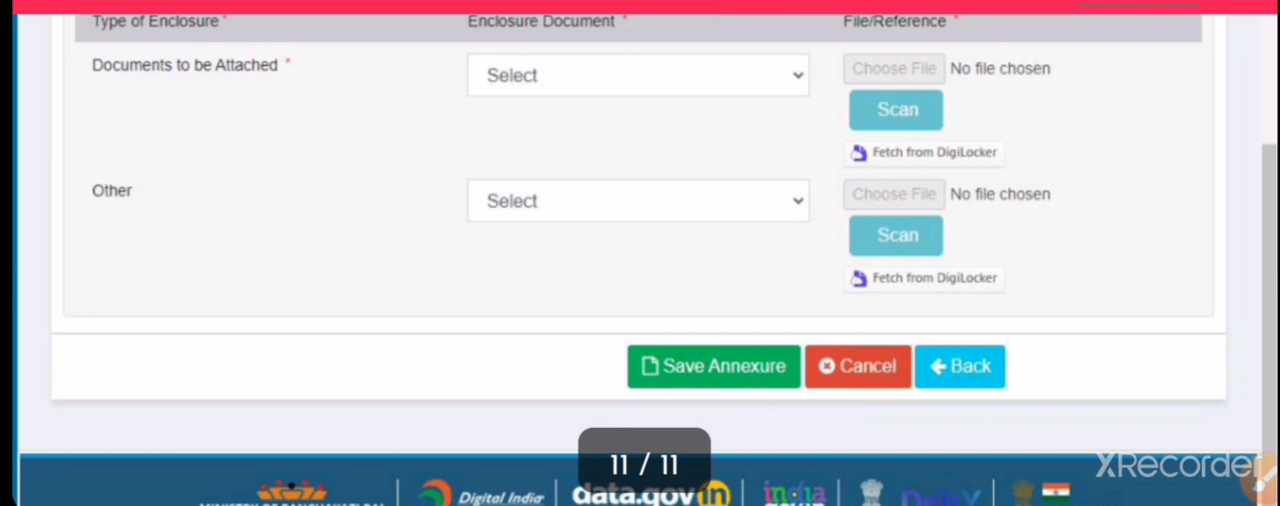 Type of Enclosure * Enclosure Document * File/Reference *
Documents to be Attached * Select Choose File No file chosen
Scan
Fetch from DigiLocker
Other Select Choose File No file chosen
Scan
Fetch from DigiLocker
Save Annexure Cancel Back
11 / 11
XRecorder
Digital India data.gov in india